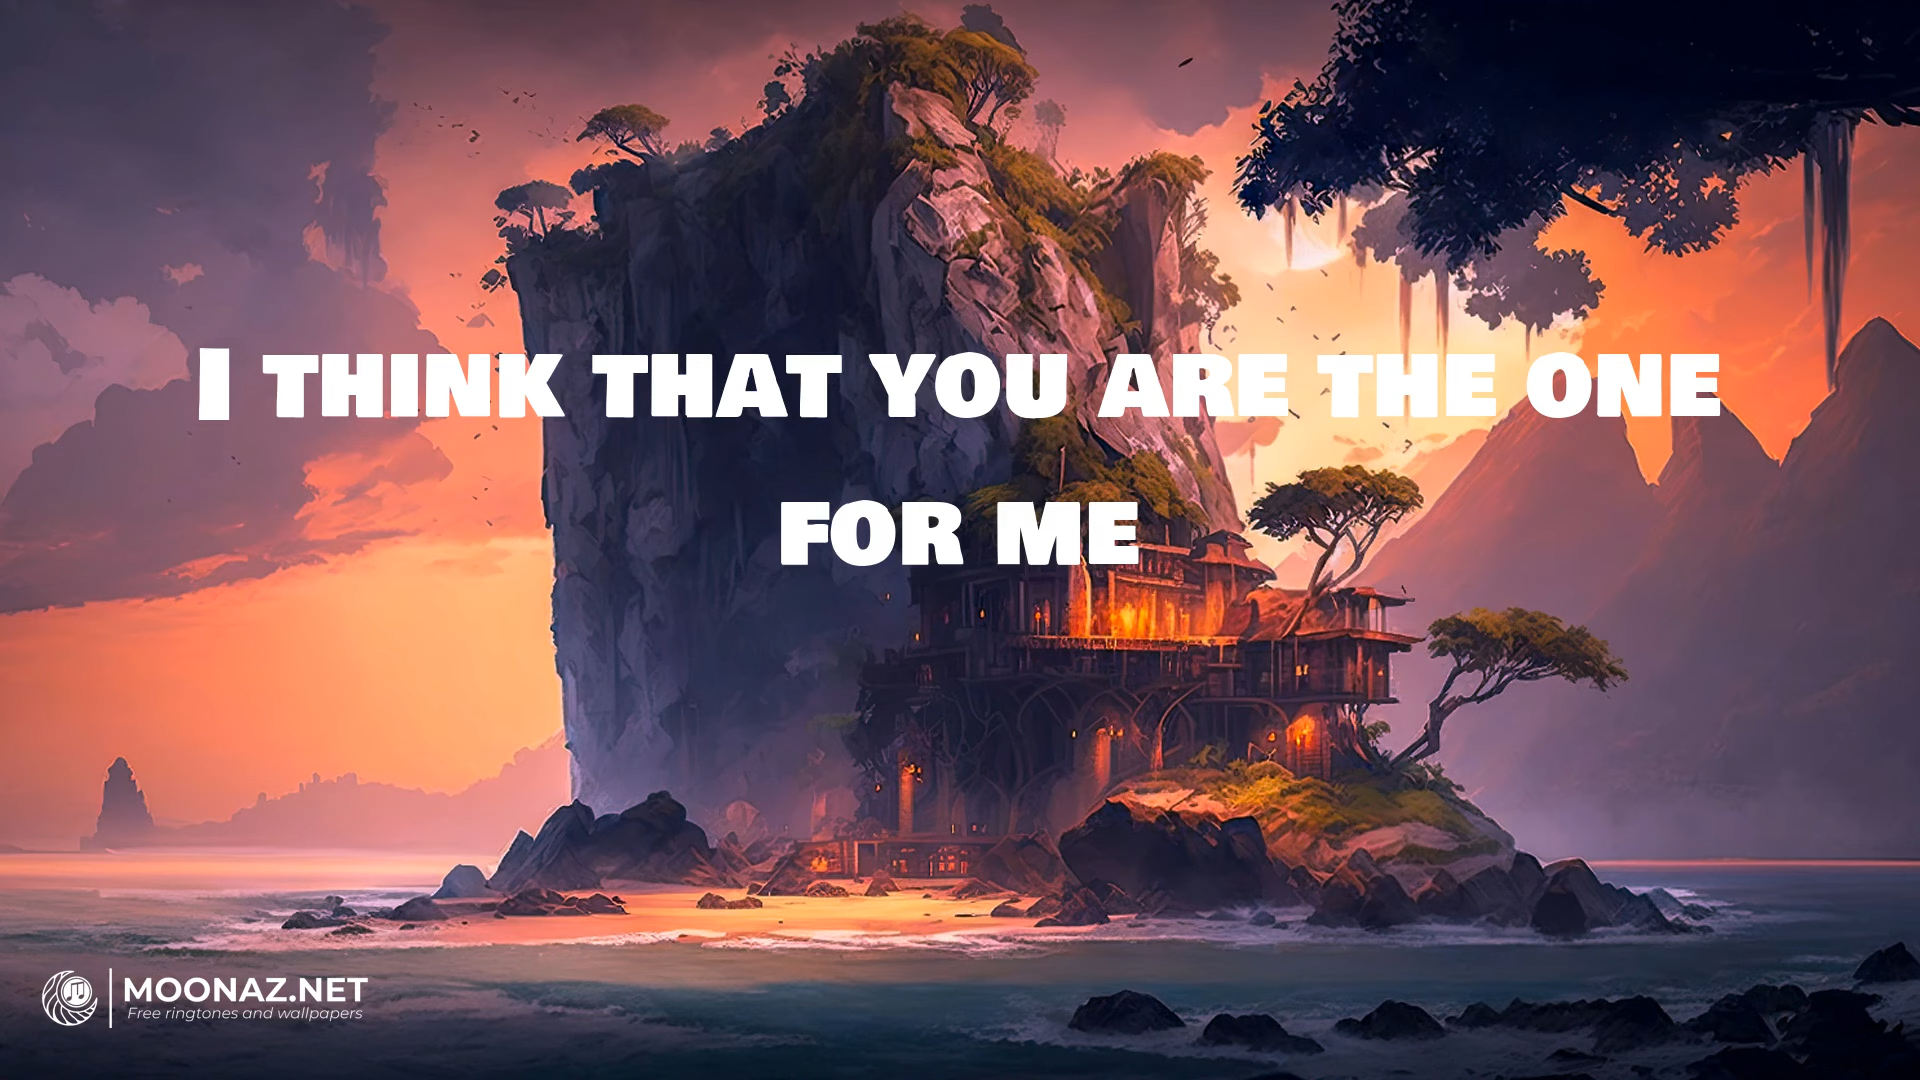 I THINK THAT YOU ARE THE ONE
FOR ME
MOONAZ.NET
Free ringtones and wallpapers